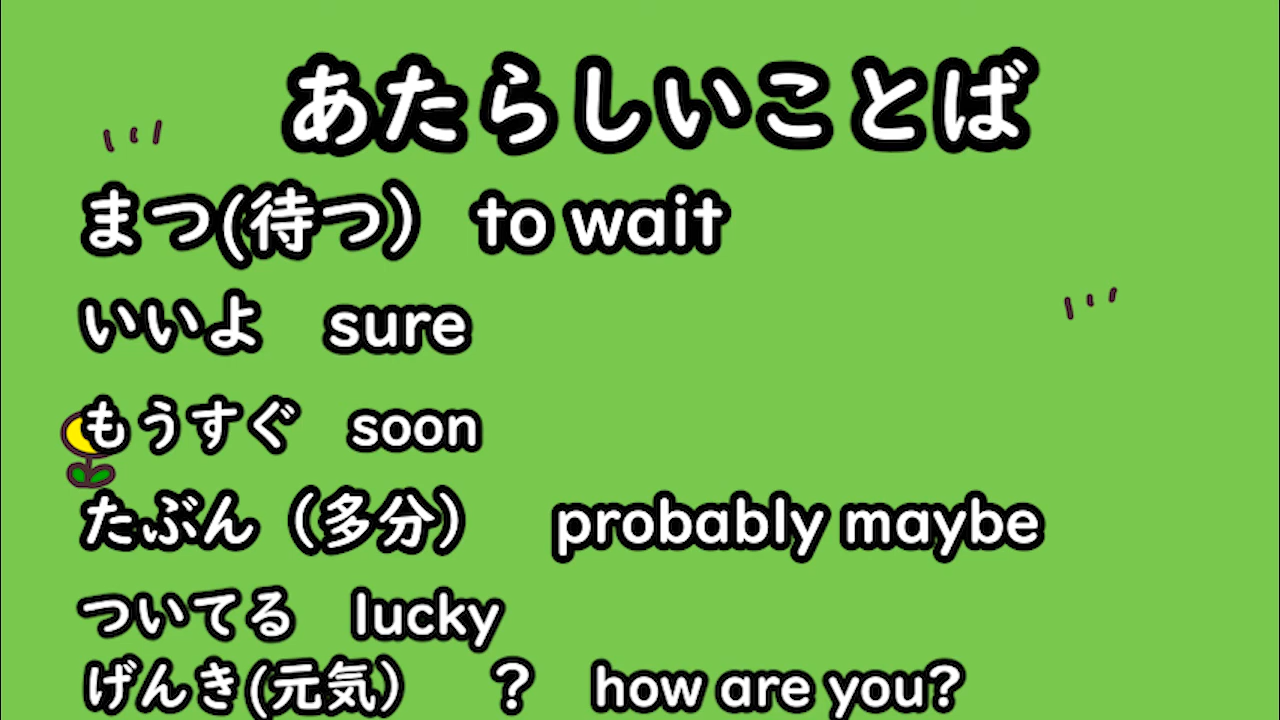 あたらしいことば
まつ(待つ） to wait
いいよ sure
もうすぐ soon
たぶん（多分） probably maybe
ついてる lucky
げんき(元気） ？ how are you?